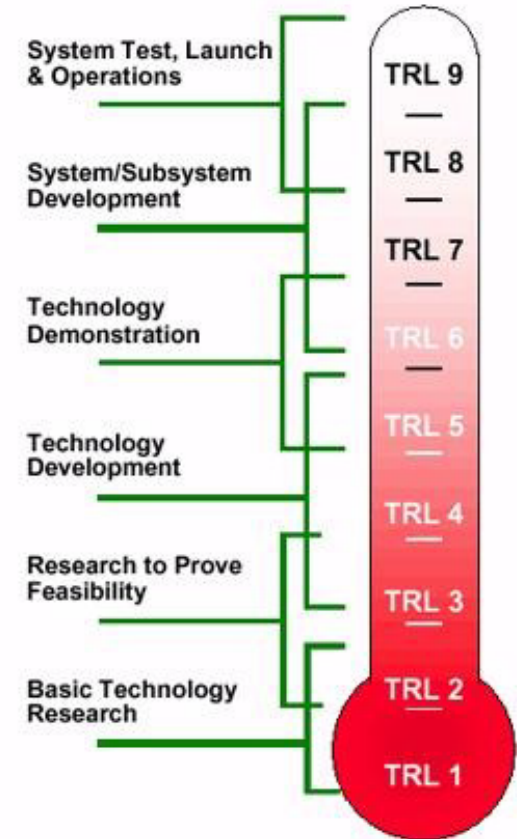 System Test, Launch
& Operations
System/Subsystem
Development
Technology
Demonstration
Technology
Development
Research to Prove
Feasibility
Basic Technology
Research
TRL 9
TRL 8
TRL 7
TRL 6
TRL 5
TRL 4
TRL 3
TRL 2
TRL 1